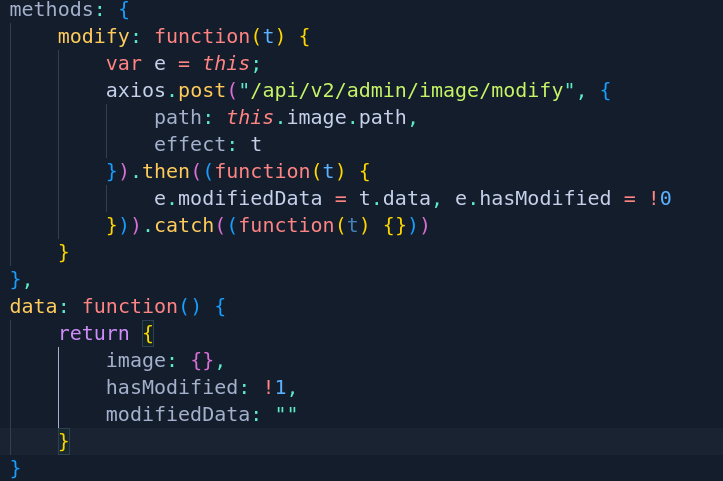 methods: {
modify: function(t) {
var e = this;
axios.post("/api/v2/admin/image/modify", {
path: this.image.path,
effect: t
}).then((function(t) {
e.modifiedData = t.data, e.hasModified = !0
})).catch((function(t) {}))
}
},
data: function() {
return {
image: {},
hasModified: !1,
modifiedData: ""
}
}